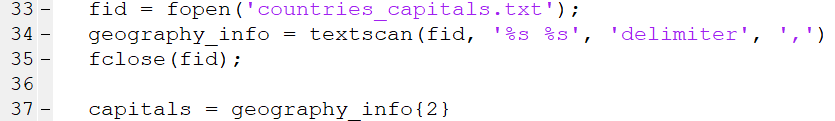 33 - fid = fopen('countries_capitals.txt');
34 - geography_info = textscan(fid, '%s %s', 'delimiter', ',')
35 - fclose(fid);
36
37 - capitals = geography_info{2}